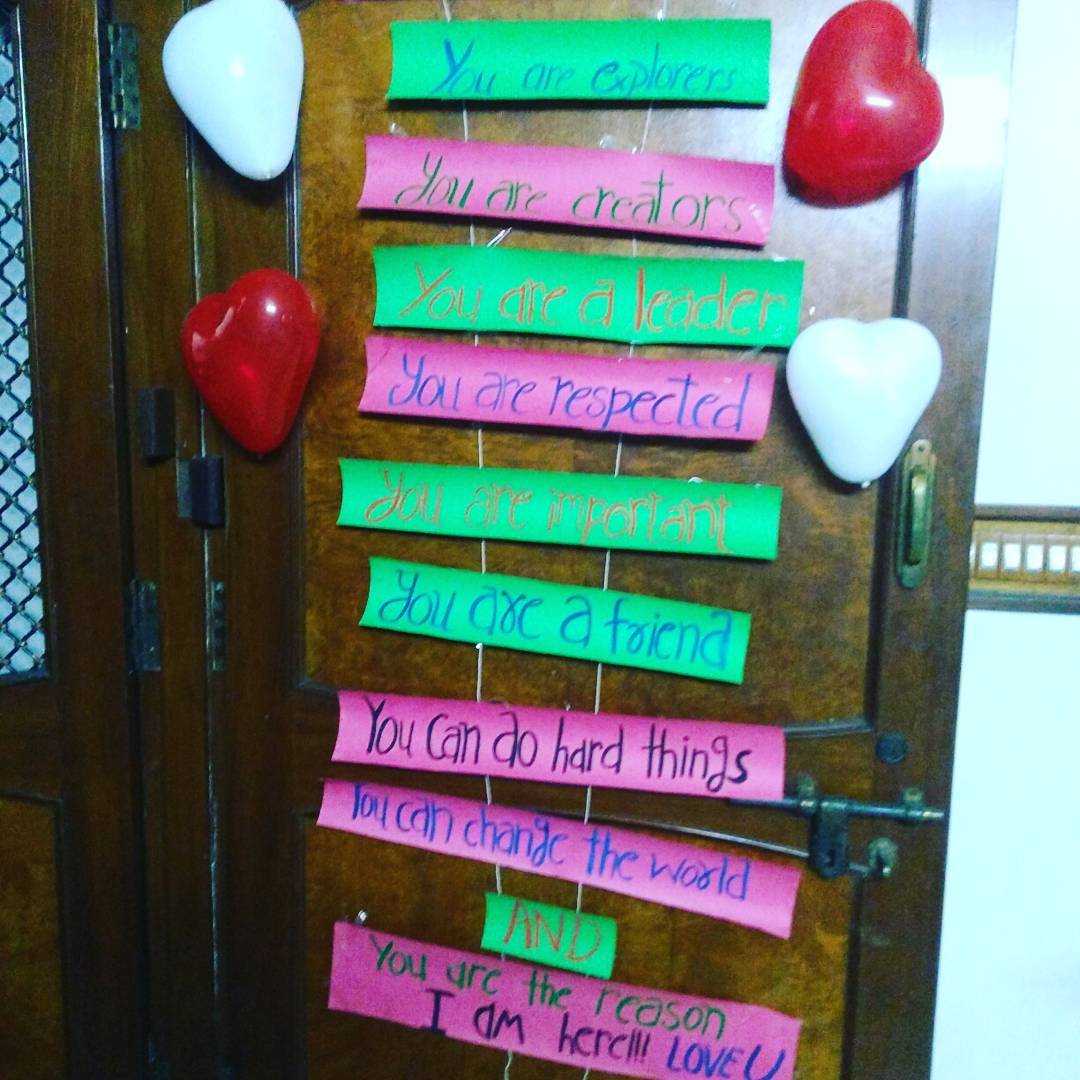 You are explorers
You are creators
You are a leader
You are respected
You are important
You are a friend
You can do hard things
You can change the world
AND
You are the reason
I am here!!! LOVE U